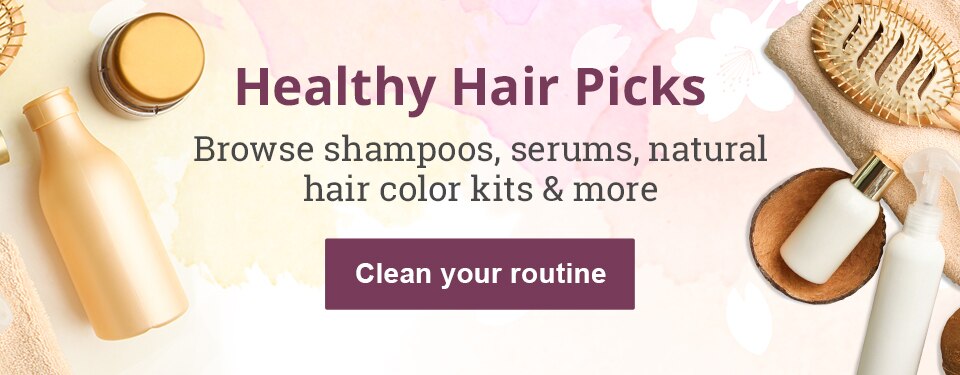 Healthy Hair Picks
Browse shampoos, serums, natural
hair color kits & more
Clean your routine